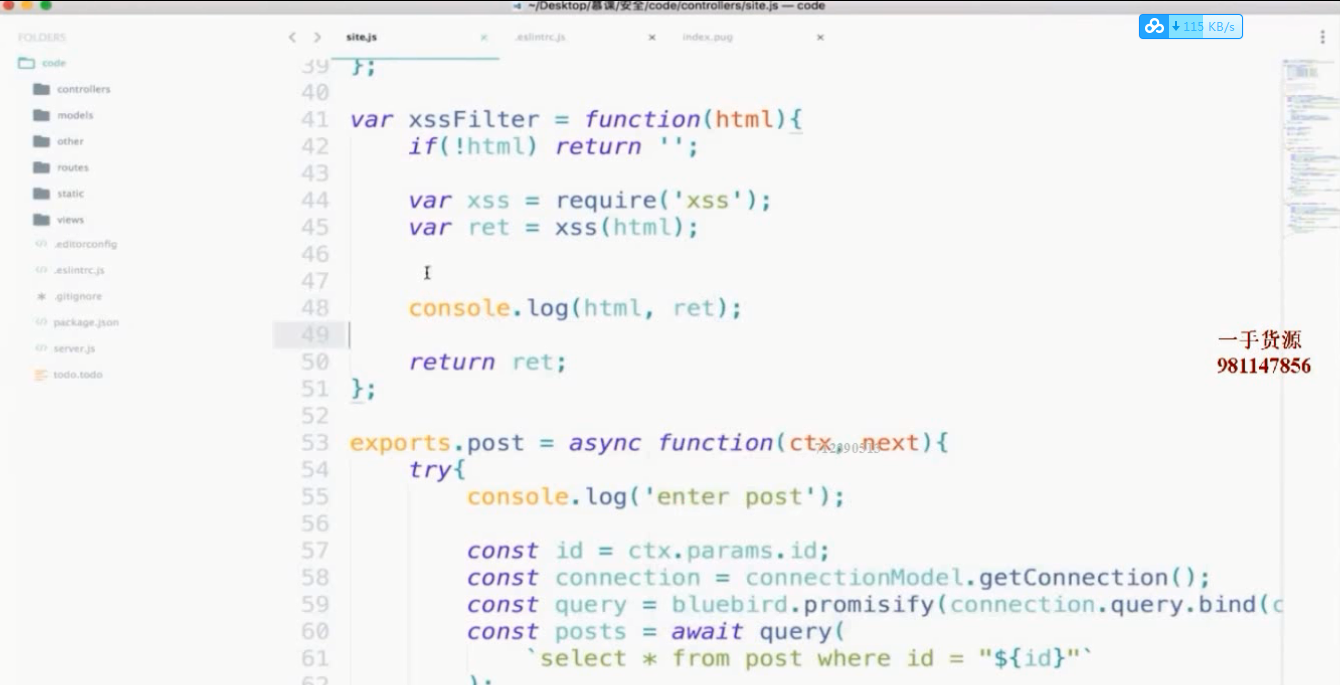 ~/Desktop/慕课/安全/code/controllers/site.js — code
115 KB/s
FOLDERS
code
controllers
models
other
routes
static
views
.editorconfig
.eslintrc.js
.gitignore
package.json
server.js
todo.todo
site.js
.eslintrc.js
index.pug
39 };
40
41 var xssFilter = function(html){
42 if(!html) return '';
43
44 var xss = require('xss');
45 var ret = xss(html);
46
47
48 console.log(html, ret);
49
50 return ret;
51 };
52
53 exports.post = async function(ctx, next){
54 try{
55 console.log('enter post');
56
57 const id = ctx.params.id;
58 const connection = connectionModel.getConnection();
59 const query = bluebird.promisify(connection.query.bind(c
60 const posts = await query(
61 `select * from post where id = "${id}"`
62 );
一手货源
981147856